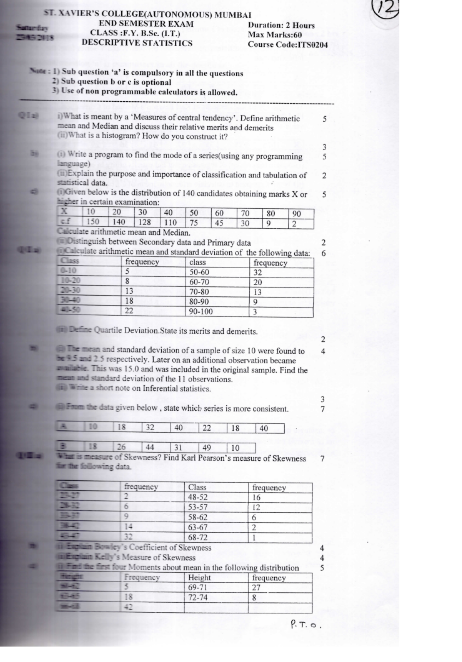 12
ST. XAVIER'S COLLEGE(AUTONOMOUS) MUMBAI
Saturday END SEMESTER EXAM Duration: 2 Hours
CLASS :F.Y. B.Sc. (I.T.) Max Marks:60
DESCRIPTIVE STATISTICS Course Code:ITS0204
Note : 1) Sub question 'a' is compulsory in all the questions
2) Sub question b or c is optional
3) Use of non programmable calculators is allowed.
i)What is meant by a 'Measures of central tendency'. Define arithmetic 5
mean and Median and discuss their relative merits and demerits
(ii)What is a histogram? How do you construct it?
3
(i) Write a program to find the mode of a series(using any programming 5
language)
(ii)Explain the purpose and importance of classification and tabulation of 2
statistical data.
(i)Given below is the distribution of 140 candidates obtaining marks X or 5
higher in certain examination:
X 10 20 30 40 50 60 70 80 90
c.f 150 140 128 110 75 45 30 9 2
Calculate arithmetic mean and Median.
(ii)Distinguish between Secondary data and Primary data 2
(i)Calculate arithmetic mean and standard deviation of the following data: 6
Class frequency class frequency
0-10 5 50-60 32
10-20 8 60-70 20
20-30 13 70-80 13
30-40 18 80-90 9
40-50 22 90-100 3
(ii) Define Quartile Deviation.State its merits and demerits.
2
(i) The mean and standard deviation of a sample of size 10 were found to 4
be 9.5 and 2.5 respectively. Later on an additional observation became
available. This was 15.0 and was included in the original sample. Find the
mean and standard deviation of the 11 observations.
(ii) Write a short note on Inferential statistics.
3
(i) From the data given below , state which series is more consistent. 7
A 10 18 32 40 22 18 40
B 18 26 44 31 49 10
What is measure of Skewness? Find Karl Pearson's measure of Skewness 7
for the following data.
Class frequency Class frequency
23-27 2 48-52 16
28-32 6 53-57 12
33-37 9 58-62 6
38-42 14 63-67 2
43-47 32 68-72 1
(i) Explain Bowley's Coefficient of Skewness 4
(ii)Explain Kelly's Measure of Skewness 4
(i) Find the first four Moments about mean in the following distribution 5
Height Frequency Height frequency
60-62 5 69-71 27
63-65 18 72-74 8
66-68 42
P.T.O.